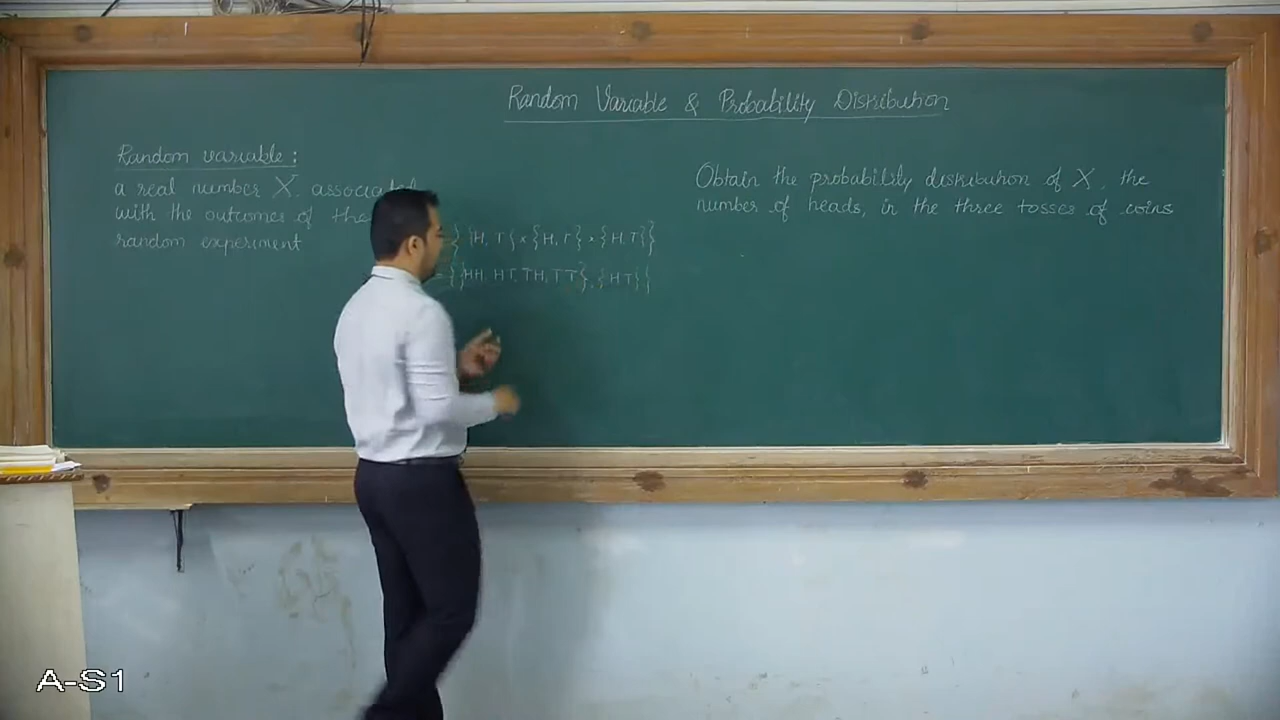 Random Variable & Probability Distribution
Random variable:
a real number X. associated
with the outcomes of the
random experiment
{{H, T} × {H, T} × {H, T}}
= {{HH, HT, TH, TT}, {H T}}
Obtain the probability distribution of X, the
number of heads, in the three tosses of coins
A-S1